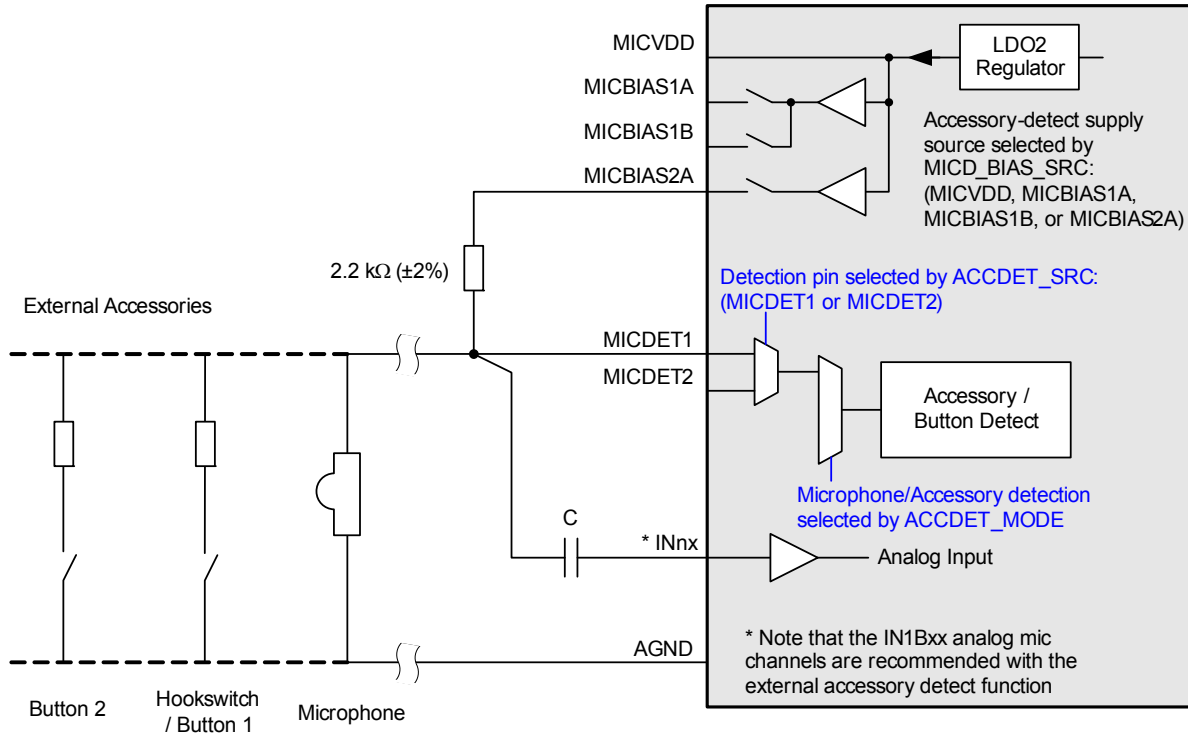 MICVDD
LDO2
Regulator
MICBIAS1A
MICBIAS1B
MICBIAS2A
Accessory-detect supply
source selected by
MICD_BIAS_SRC:
(MICVDD, MICBIAS1A,
MICBIAS1B, or MICBIAS2A)
2.2 kΩ (±2%)
External Accessories
Detection pin selected by ACCDET_SRC:
(MICDET1 or MICDET2)
MICDET1
MICDET2
Accessory /
Button Detect
Microphone/Accessory detection
selected by ACCDET_MODE
C
* INnx
Analog Input
AGND
* Note that the IN1Bxx analog mic
channels are recommended with the
external accessory detect function
Button 2
Hookswitch
/ Button 1
Microphone